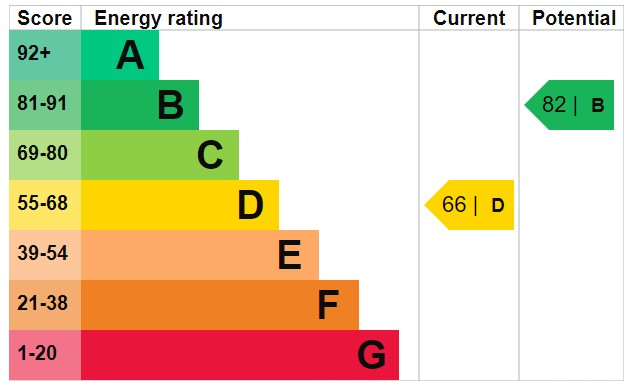 Score Energy rating Current Potential
92+ A
81-91 B 82 | B
69-80 C
55-68 D 66 | D
39-54 E
21-38 F
1-20 G